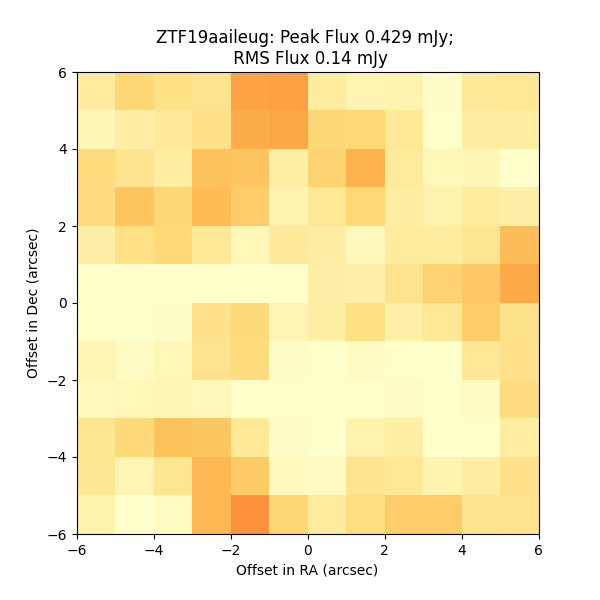 ZTF19aaileug: Peak Flux 0.429 mJy;
RMS Flux 0.14 mJy
6
4
2
0
−2
−4
−6
Offset in Dec (arcsec)
−6 −4 −2 0 2 4 6
Offset in RA (arcsec)